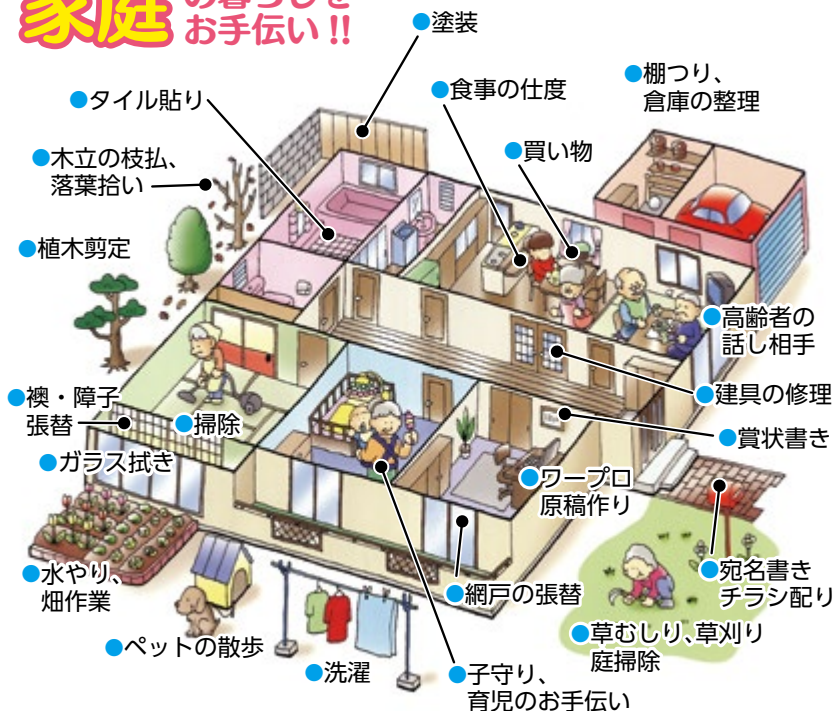 家庭
の暮らしを
お手伝い!!
●塗装
●食事の仕度
●棚つり、
倉庫の整理
●タイル貼り
●買い物
●木立の枝払、
落葉拾い
●植木剪定
●高齢者の
話し相手
●建具の修理
●襖・障子
張替
●掃除
●賞状書き
●ガラス拭き
●ワープロ
原稿作り
●水やり、
畑作業
●網戸の張替
●宛名書き
チラシ配り
●草むしり、草刈り
庭掃除
●ペットの散歩
●洗濯
●子守り、
育児のお手伝い